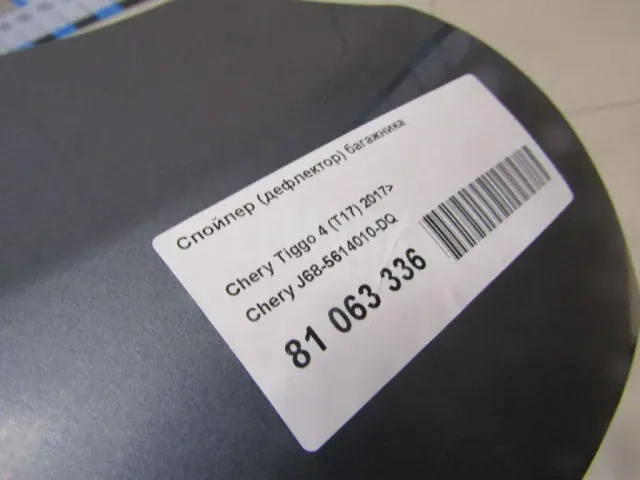 Спойлер (дефлектор) багажника
Chery Tiggo 4 (T17) 2017>
Chery J68-5614010-DQ
81 063 336